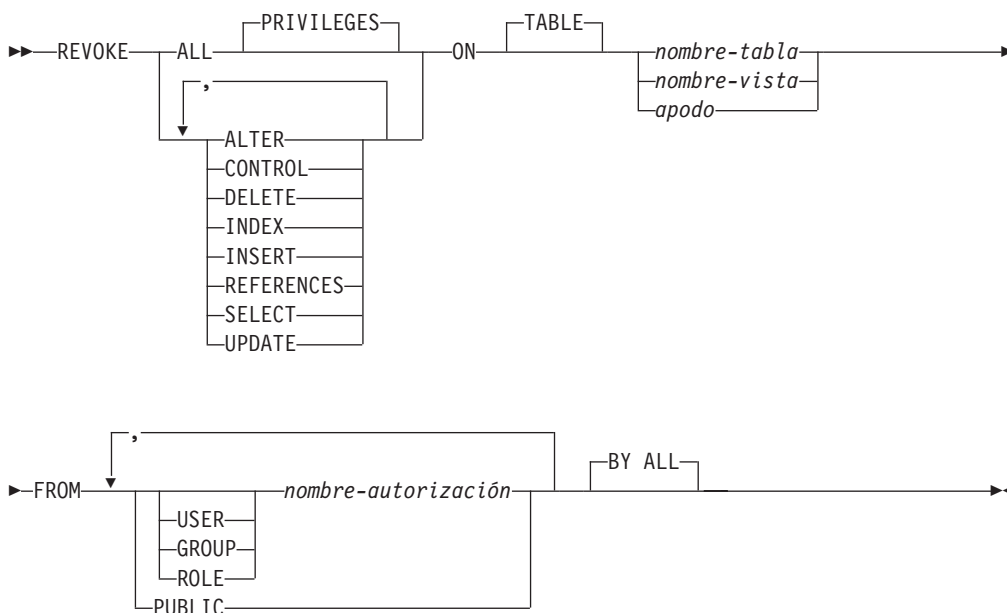 PRIVILEGES TABLE
REVOKE ALL ON nombre-tabla
, nombre-vista
apodo
ALTER
CONTROL
DELETE
INDEX
INSERT
REFERENCES
SELECT
UPDATE
,
BY ALL
FROM nombre-autorización
USER
GROUP
ROLE
PUBLIC